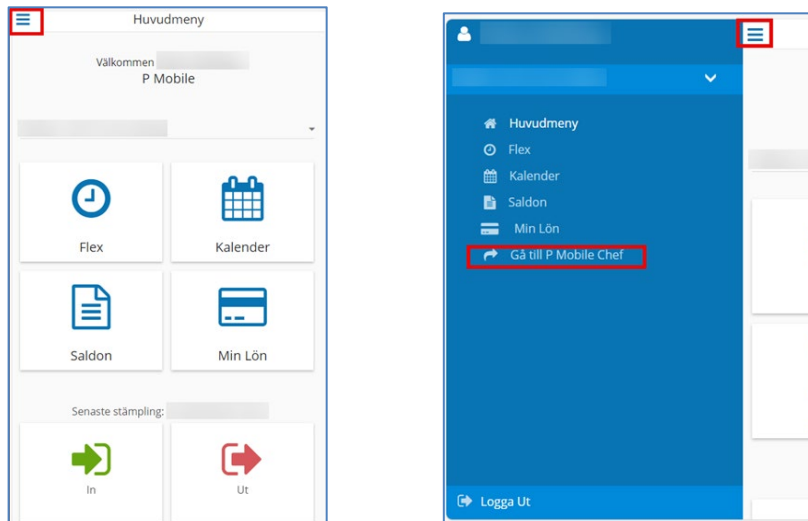 Huvudmeny
Välkommen
P Mobile
Flex
Kalender
Saldon
Min Lön
Senaste stämpling:
In
Ut
Huvudmeny
Flex
Kalender
Saldon
Min Lön
Gå till P Mobile Chef
Logga Ut